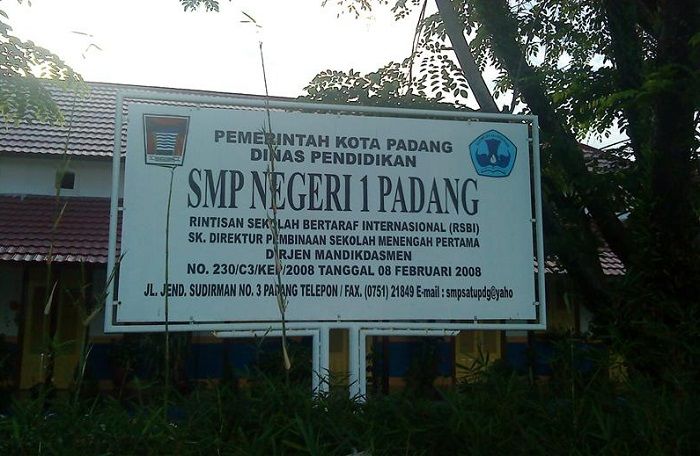 PEMERINTAH KOTA PADANG
DINAS PENDIDIKAN
SMP NEGERI 1 PADANG
RINTISAN SEKOLAH BERTARAF INTERNASIONAL (RSBI)
SK. DIREKTUR PEMBINAAN SEKOLAH MENENGAH PERTAMA
DIRJEN MANDIKDASMEN
NO. 230/C3/KEP/2008 TANGGAL 08 FEBRUARI 2008
JL. JEND. SUDIRMAN NO. 3 PADANG TELEPON / FAX. (0751) 21849 E-mail : smpsatupdg@yaho